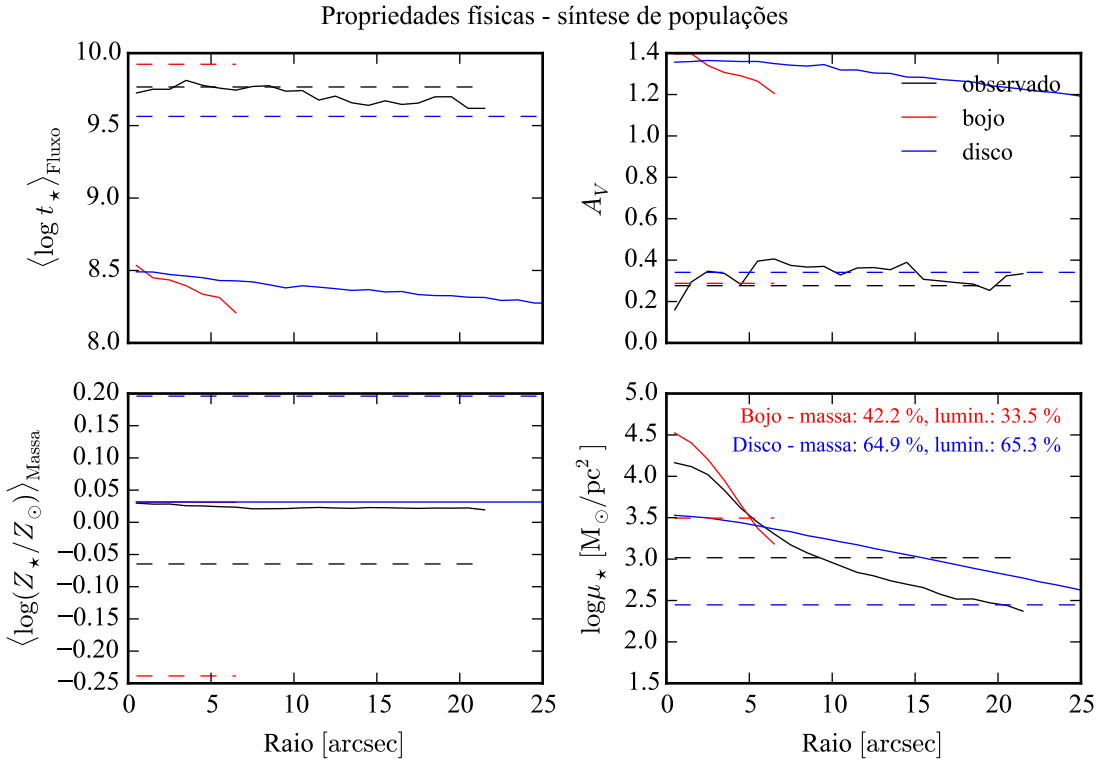 Propriedades físicas - síntese de populações
10.0
9.5
9.0
8.5
8.0
⟨log t⋆⟩Fluxo
1.4
1.2
1.0
0.8
0.6
0.4
0.2
0.0
A_V
observado
bojo
disco
0.20
0.15
0.10
0.05
0.00
−0.05
−0.10
−0.15
−0.20
−0.25
⟨log(Z⋆/Z⊙)⟩Massa
0 5 10 15 20 25
Raio [arcsec]
5.0
4.5
4.0
3.5
3.0
2.5
2.0
1.5
logμ⋆ [M⊙/pc²]
Bojo - massa: 42.2 %, lumin.: 33.5 %
Disco - massa: 64.9 %, lumin.: 65.3 %
0 5 10 15 20 25
Raio [arcsec]